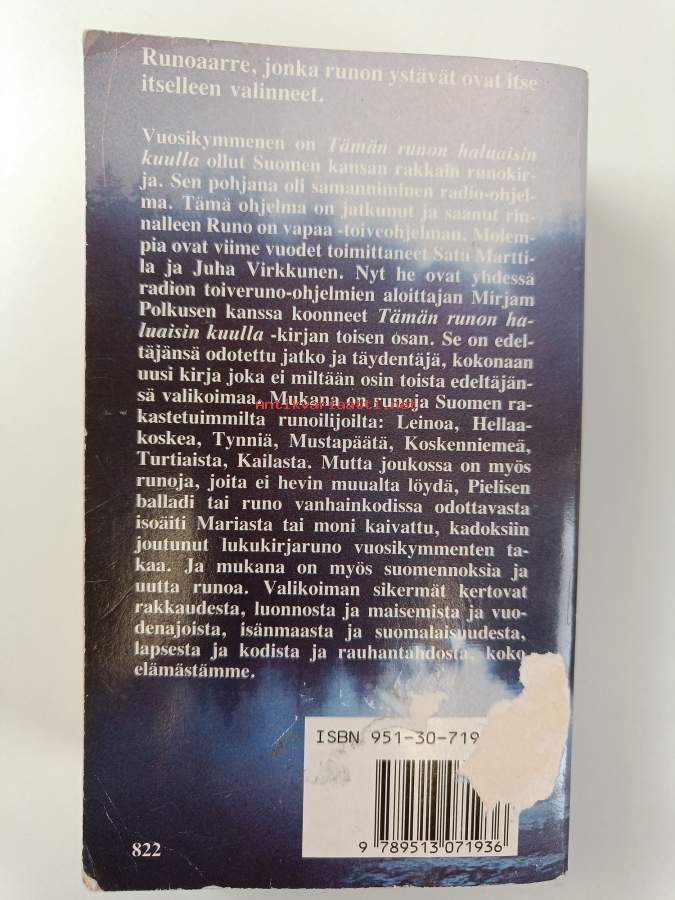 Runoaarre, jonka runon ystävät ovat itse
itselleen valinneet.
Vuosikymmenen on Tämän runon haluaisin
kuulla ollut Suomen kansan rakkain runokir-
ja. Sen pohjana oli samanniminen radio-ohjel-
ma. Tämä ohjelma on jatkunut ja saanut rin-
nalleen Runo on vapaa -toiveohjelman. Molem-
pia ovat viime vuodet toimittaneet Satu Martti-
la ja Juha Virkkunen. Nyt he ovat yhdessä
radion toiveruno-ohjelmien aloittajan Mirjam
Polkusen kanssa koonneet Tämän runon ha-
luaisin kuulla -kirjan toisen osan. Se on edel-
täjänsä odotettu jatko ja täydentäjä, kokonaan
uusi kirja joka ei miltään osin toista edeltäjän-
sä valikoimaa. Mukana on runoja Suomen ra-
antikvariaatti.net
kastetuimmilta runoilijoilta: Leinoa, Hellaa-
koskea, Tynniä, Mustapäätä, Koskenniemeä,
Turtiaista, Kailasta. Mutta joukossa on myös
runoja, joita ei hevin muualta löydä, Pielisen
balladi tai runo vanhainkodissa odottavasta
isoäiti Mariasta tai moni kaivattu, kadoksiin
joutunut lukukirjaruno vuosikymmenten ta-
kaa. Ja mukana on myös suomennoksia ja
uutta runoa. Valikoiman sikermät kertovat
rakkaudesta, luonnosta ja maisemista ja vuo-
denajoista, isänmaasta ja suomalaisuudesta,
lapsesta ja kodista ja rauhantahdosta, koko
elämästämme.
ISBN 951-30-719
9 789513 071936
822